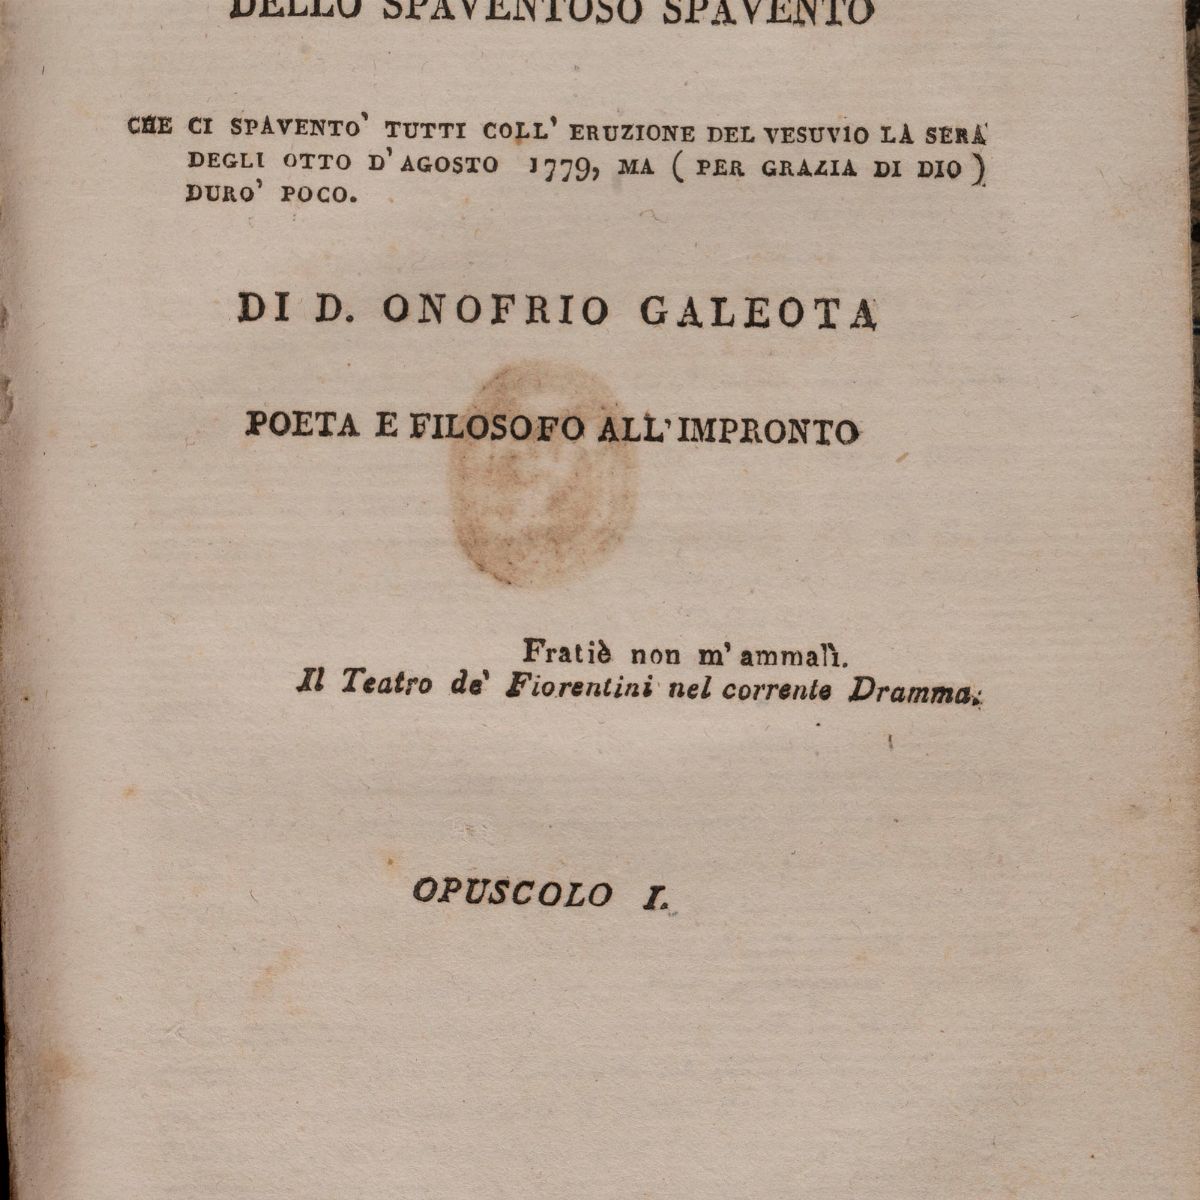 DELLO SPAVENTOSO SPAVENTO
CHE CI SPAVENTO' TUTTI COLL' ERUZIONE DEL VESUVIO LA SERA
DEGLI OTTO D'AGOSTO 1779, MA ( PER GRAZIA DI DIO )
DURO' POCO.
DI D. ONOFRIO GALEOTA
POETA E FILOSOFO ALL'IMPRONTO
Fratiè non m' ammalì.
Il Teatro de' Fiorentini nel corrente Dramma.
OPUSCOLO I.